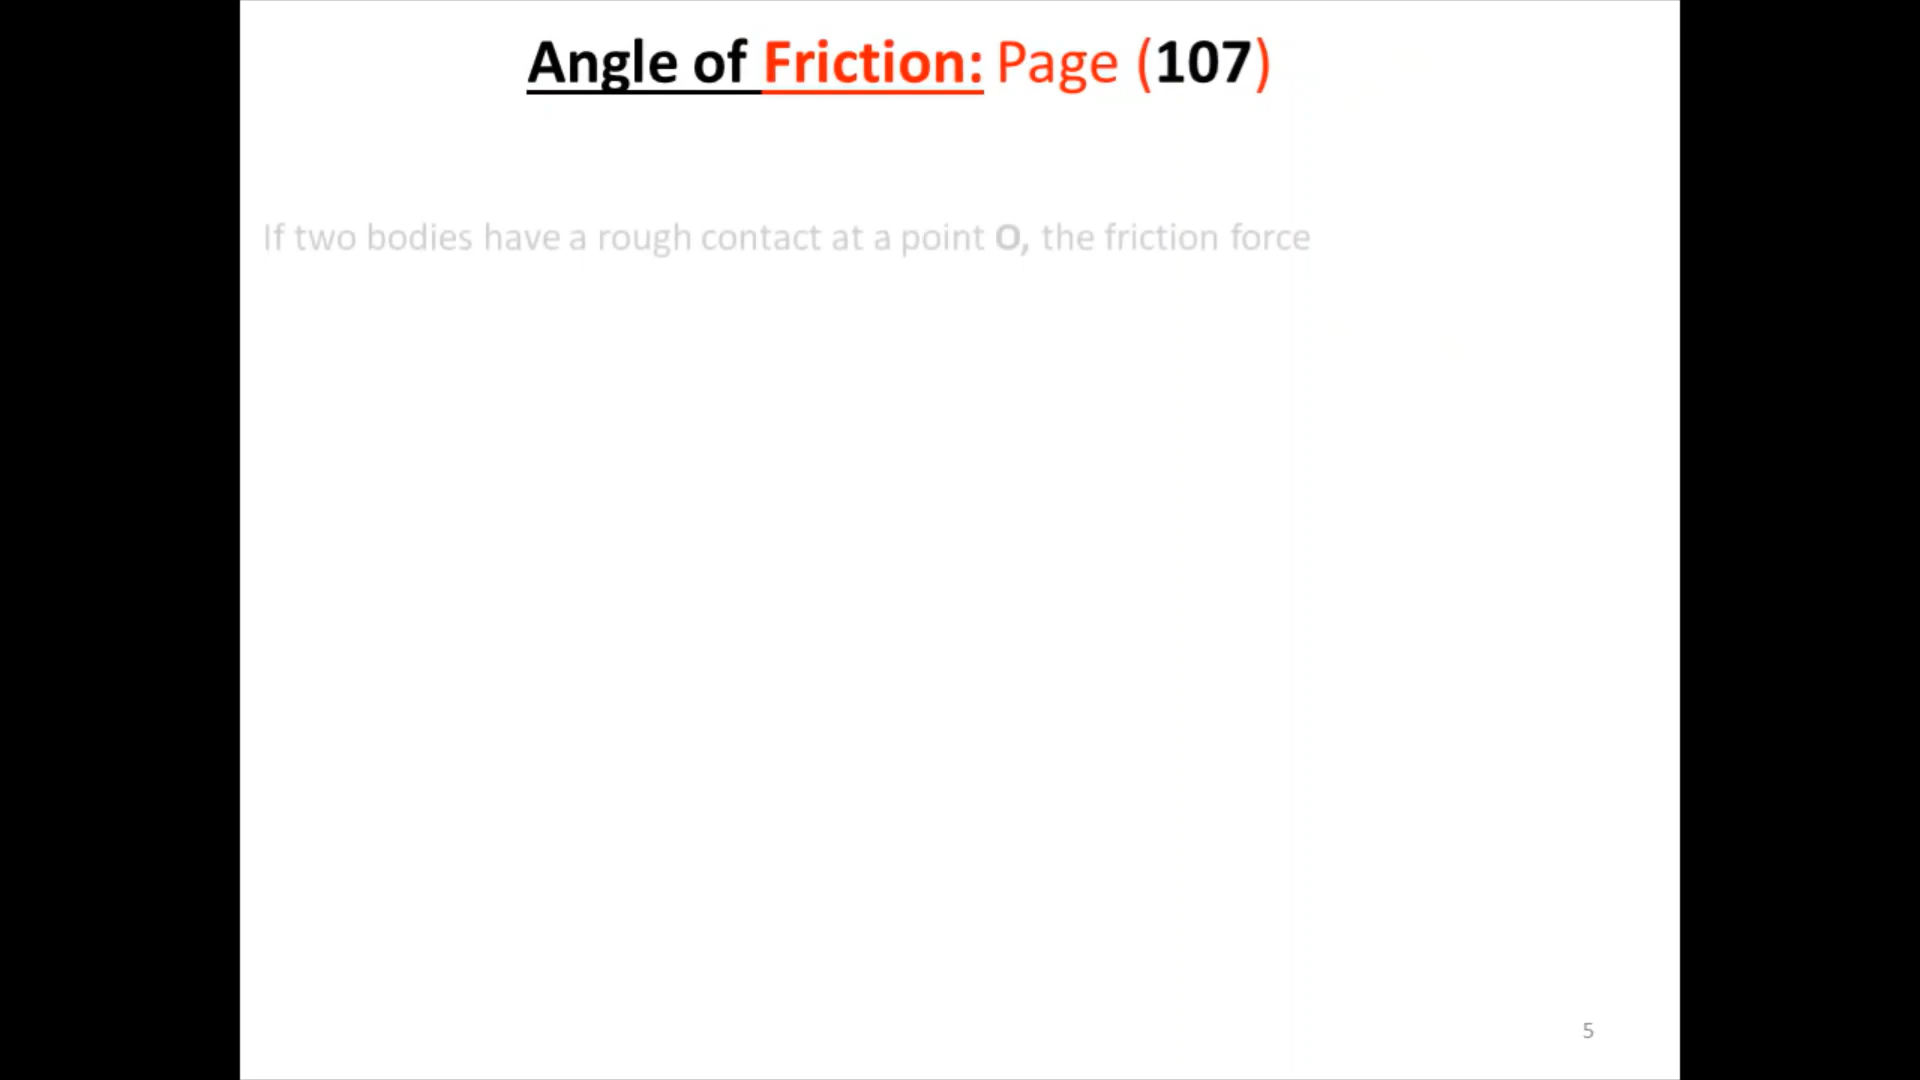 Angle of Friction: Page (107)
If two bodies have a rough contact at a point O, the friction force
5